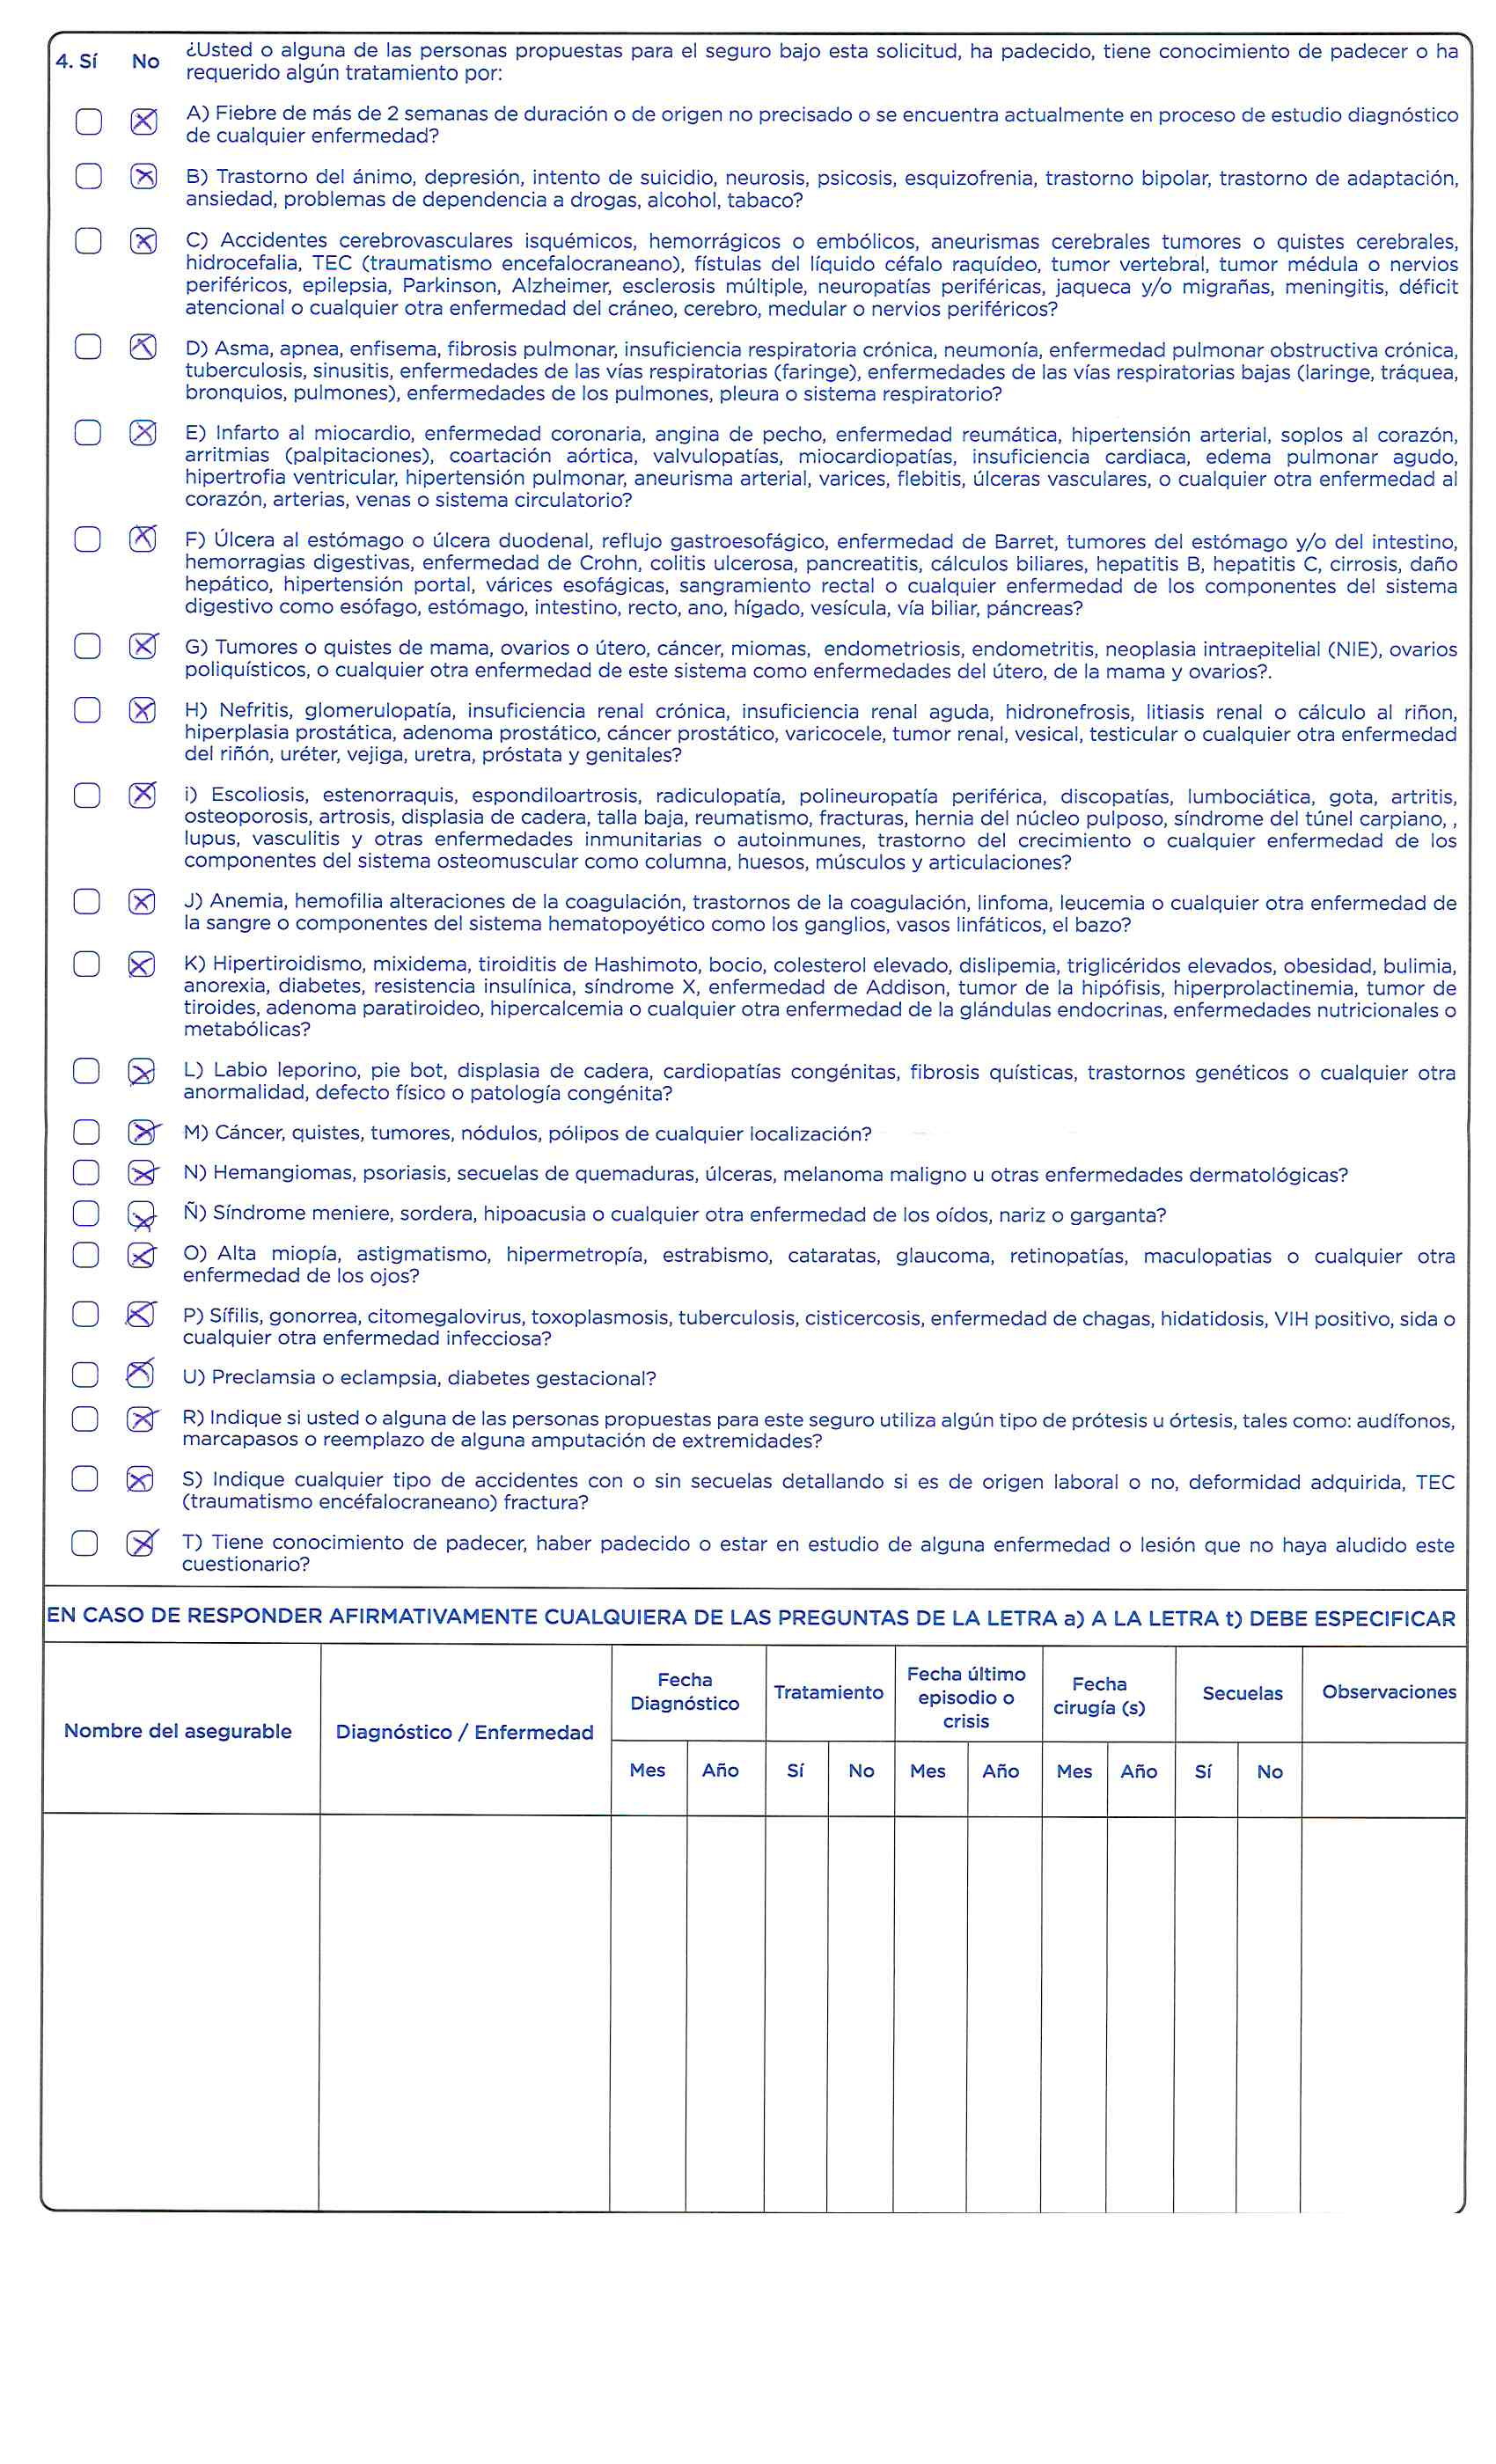 4. Sí No ¿Usted o alguna de las personas propuestas para el seguro bajo esta solicitud, ha padecido, tiene conocimiento de padecer o ha
requerido algún tratamiento por:
A) Fiebre de más de 2 semanas de duración o de origen no precisado o se encuentra actualmente en proceso de estudio diagnóstico
de cualquier enfermedad?
B) Trastorno del ánimo, depresión, intento de suicidio, neurosis, psicosis, esquizofrenia, trastorno bipolar, trastorno de adaptación,
ansiedad, problemas de dependencia a drogas, alcohol, tabaco?
C) Accidentes cerebrovasculares isquémicos, hemorrágicos o embólicos, aneurismas cerebrales tumores o quistes cerebrales,
hidrocefalia, TEC (traumatismo encefalocraneano), fístulas del líquido céfalo raquídeo, tumor vertebral, tumor médula o nervios
periféricos, epilepsia, Parkinson, Alzheimer, esclerosis múltiple, neuropatías periféricas, jaqueca y/o migrañas, meningitis, déficit
atencional o cualquier otra enfermedad del cráneo, cerebro, medular o nervios periféricos?
D) Asma, apnea, enfisema, fibrosis pulmonar, insuficiencia respiratoria crónica, neumonía, enfermedad pulmonar obstructiva crónica,
tuberculosis, sinusitis, enfermedades de las vías respiratorias (faringe), enfermedades de las vías respiratorias bajas (laringe, tráquea,
bronquios, pulmones), enfermedades de los pulmones, pleura o sistema respiratorio?
E) Infarto al miocardio, enfermedad coronaria, angina de pecho, enfermedad reumática, hipertensión arterial, soplos al corazón,
arritmias (palpitaciones), coartación aórtica, valvulopatías, miocardiopatías, insuficiencia cardiaca, edema pulmonar agudo,
hipertrofia ventricular, hipertensión pulmonar, aneurisma arterial, varices, flebitis, úlceras vasculares, o cualquier otra enfermedad al
corazón, arterias, venas o sistema circulatorio?
F) Úlcera al estómago o úlcera duodenal, reflujo gastroesofágico, enfermedad de Barret, tumores del estómago y/o del intestino,
hemorragias digestivas, enfermedad de Crohn, colitis ulcerosa, pancreatitis, cálculos biliares, hepatitis B, hepatitis C, cirrosis, daño
hepático, hipertensión portal, várices esofágicas, sangramiento rectal o cualquier enfermedad de los componentes del sistema
digestivo como esófago, estómago, intestino, recto, ano, hígado, vesícula, vía biliar, páncreas?
G) Tumores o quistes de mama, ovarios o útero, cáncer, miomas, endometriosis, endometritis, neoplasia intraepitelial (NIE), ovarios
poliquísticos, o cualquier otra enfermedad de este sistema como enfermedades del útero, de la mama y ovarios?.
H) Nefritis, glomerulopatía, insuficiencia renal crónica, insuficiencia renal aguda, hidronefrosis, litiasis renal o cálculo al riñon,
hiperplasia prostática, adenoma prostático, cáncer prostático, varicocele, tumor renal, vesical, testicular o cualquier otra enfermedad
del riñón, uréter, vejiga, uretra, próstata y genitales?
i) Escoliosis, estenorraquis, espondiloartrosis, radiculopatía, polineuropatía periférica, discopatías, lumbociática, gota, artritis,
osteoporosis, artrosis, displasia de cadera, talla baja, reumatismo, fracturas, hernia del núcleo pulposo, síndrome del túnel carpiano, ,
lupus, vasculitis y otras enfermedades inmunitarias o autoinmunes, trastorno del crecimiento o cualquier enfermedad de los
componentes del sistema osteomuscular como columna, huesos, músculos y articulaciones?
J) Anemia, hemofilia alteraciones de la coagulación, trastornos de la coagulación, linfoma, leucemia o cualquier otra enfermedad de
la sangre o componentes del sistema hematopoyético como los ganglios, vasos linfáticos, el bazo?
K) Hipertiroidismo, mixidema, tiroiditis de Hashimoto, bocio, colesterol elevado, dislipemia, triglicéridos elevados, obesidad, bulimia,
anorexia, diabetes, resistencia insulínica, síndrome X, enfermedad de Addison, tumor de la hipófisis, hiperprolactinemia, tumor de
tiroides, adenoma paratiroideo, hipercalcemia o cualquier otra enfermedad de la glándulas endocrinas, enfermedades nutricionales o
metabólicas?
L) Labio leporino, pie bot, displasia de cadera, cardiopatías congénitas, fibrosis quísticas, trastornos genéticos o cualquier otra
anormalidad, defecto físico o patología congénita?
M) Cáncer, quistes, tumores, nódulos, pólipos de cualquier localización?
N) Hemangiomas, psoriasis, secuelas de quemaduras, úlceras, melanoma maligno u otras enfermedades dermatológicas?
Ñ) Síndrome meniere, sordera, hipoacusia o cualquier otra enfermedad de los oídos, nariz o garganta?
O) Alta miopía, astigmatismo, hipermetropía, estrabismo, cataratas, glaucoma, retinopatías, maculopatias o cualquier otra
enfermedad de los ojos?
P) Sífilis, gonorrea, citomegalovirus, toxoplasmosis, tuberculosis, cisticercosis, enfermedad de chagas, hidatidosis, VIH positivo, sida o
cualquier otra enfermedad infecciosa?
U) Preclamsia o eclampsia, diabetes gestacional?
R) Indique si usted o alguna de las personas propuestas para este seguro utiliza algún tipo de prótesis u órtesis, tales como: audífonos,
marcapasos o reemplazo de alguna amputación de extremidades?
S) Indique cualquier tipo de accidentes con o sin secuelas detallando si es de origen laboral o no, deformidad adquirida, TEC
(traumatismo encéfalocraneano) fractura?
T) Tiene conocimiento de padecer, haber padecido o estar en estudio de alguna enfermedad o lesión que no haya aludido este
cuestionario?
EN CASO DE RESPONDER AFIRMATIVAMENTE CUALQUIERA DE LAS PREGUNTAS DE LA LETRA a) A LA LETRA t) DEBE ESPECIFICAR
Nombre del asegurable
Diagnóstico / Enfermedad
Fecha
Diagnóstico
Tratamiento
Fecha último
episodio o
crisis
Fecha
cirugía (s)
Secuelas
Observaciones
Mes Año Sí No Mes Año Mes Año Sí No